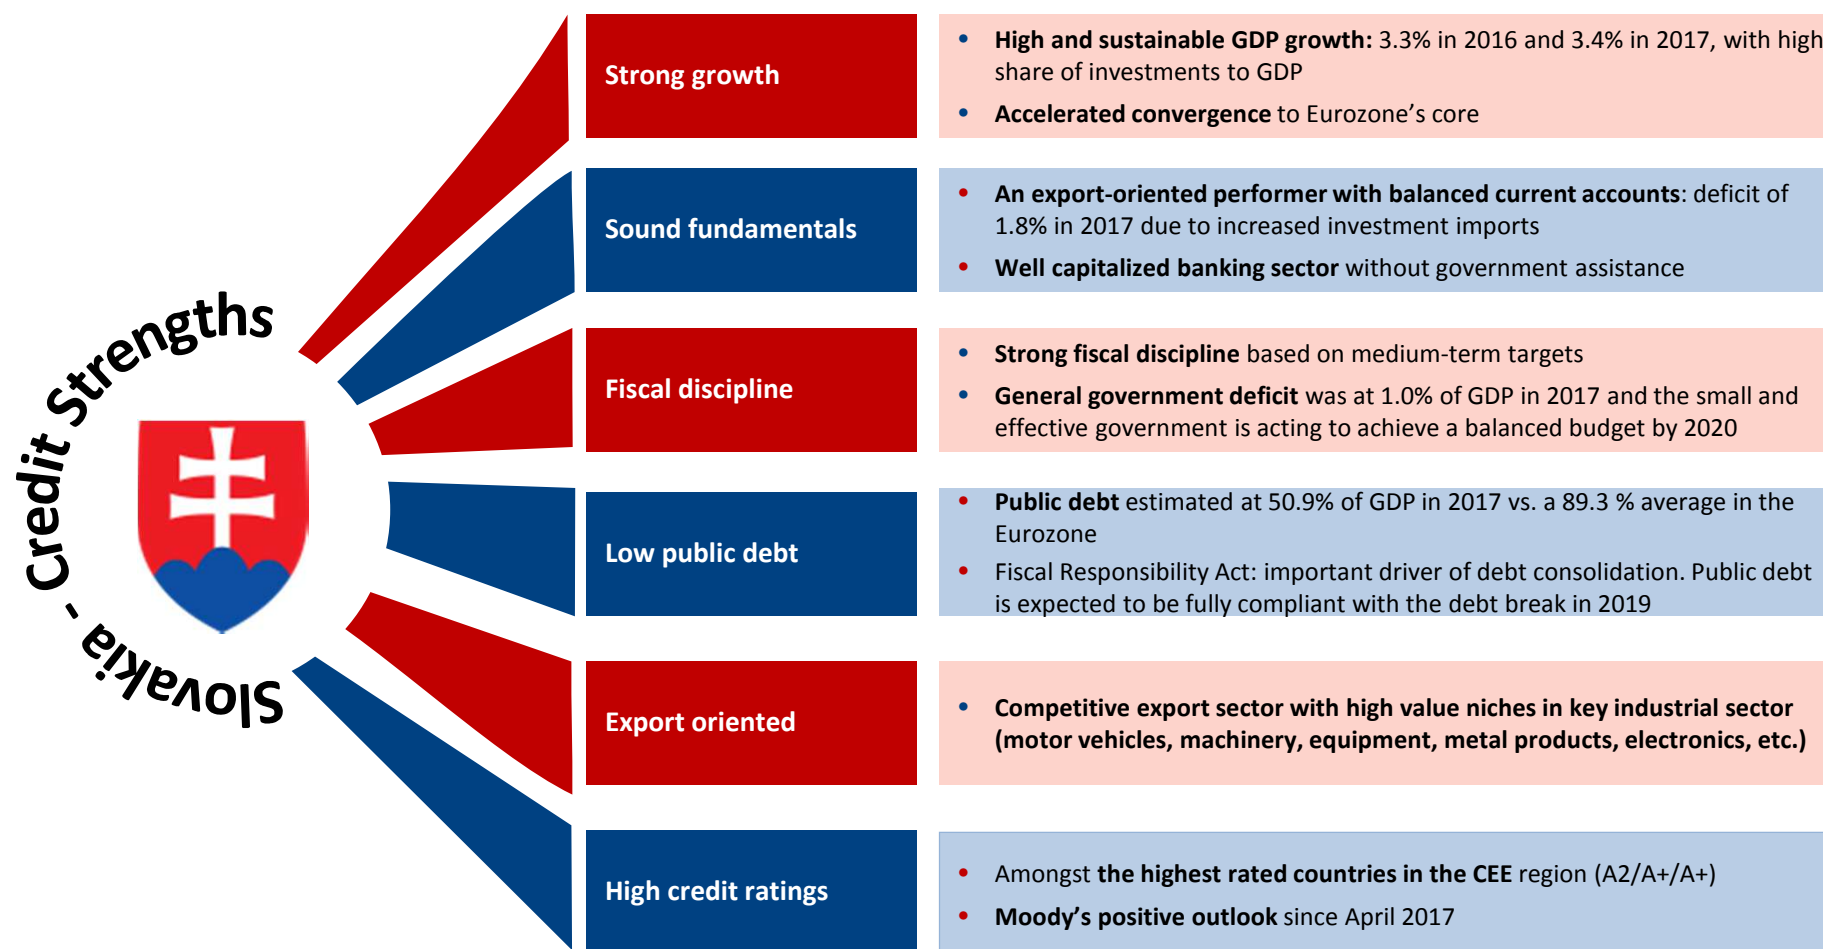 Slovakia - Credit Strengths
Strong growth
• High and sustainable GDP growth: 3.3% in 2016 and 3.4% in 2017, with high
share of investments to GDP
• Accelerated convergence to Eurozone's core
Sound fundamentals
• An export-oriented performer with balanced current accounts: deficit of
1.8% in 2017 due to increased investment imports
• Well capitalized banking sector without government assistance
Fiscal discipline
• Strong fiscal discipline based on medium-term targets
• General government deficit was at 1.0% of GDP in 2017 and the small and
effective government is acting to achieve a balanced budget by 2020
Low public debt
• Public debt estimated at 50.9% of GDP in 2017 vs. a 89.3 % average in the
Eurozone
• Fiscal Responsibility Act: important driver of debt consolidation. Public debt
is expected to be fully compliant with the debt break in 2019
Export oriented
• Competitive export sector with high value niches in key industrial sector
(motor vehicles, machinery, equipment, metal products, electronics, etc.)
High credit ratings
• Amongst the highest rated countries in the CEE region (A2/A+/A+)
• Moody's positive outlook since April 2017